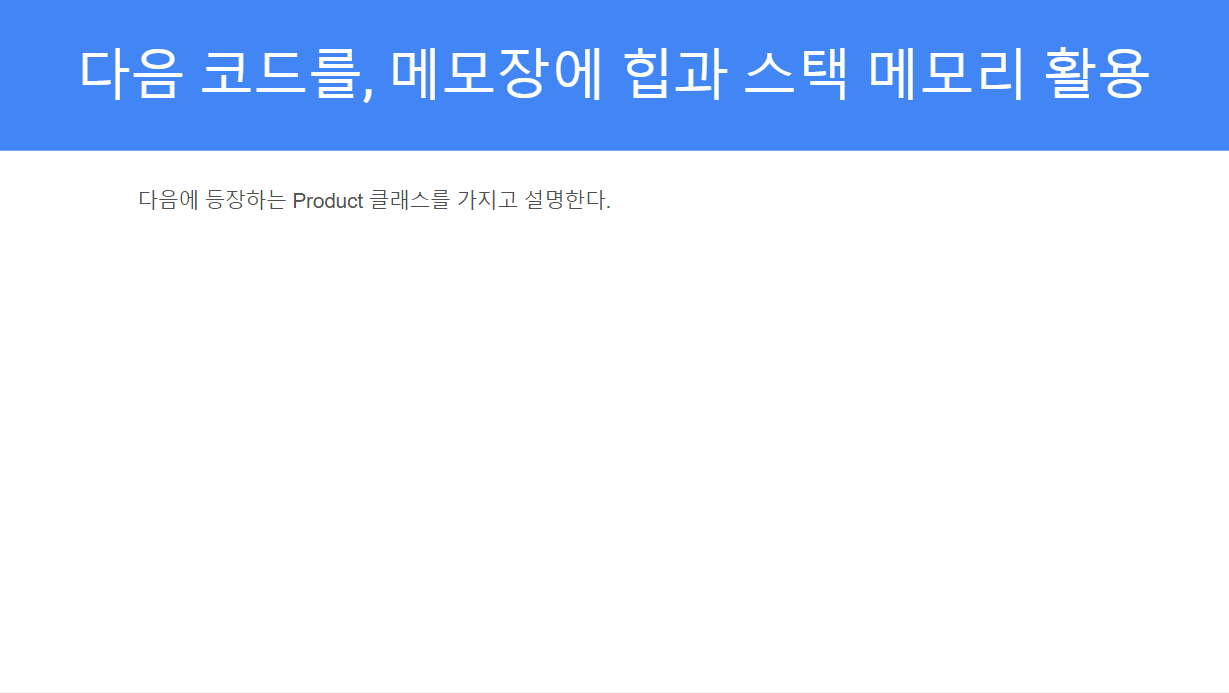 다음 코드를, 메모장에 힙과 스택 메모리 활용
다음에 등장하는 Product 클래스를 가지고 설명한다.